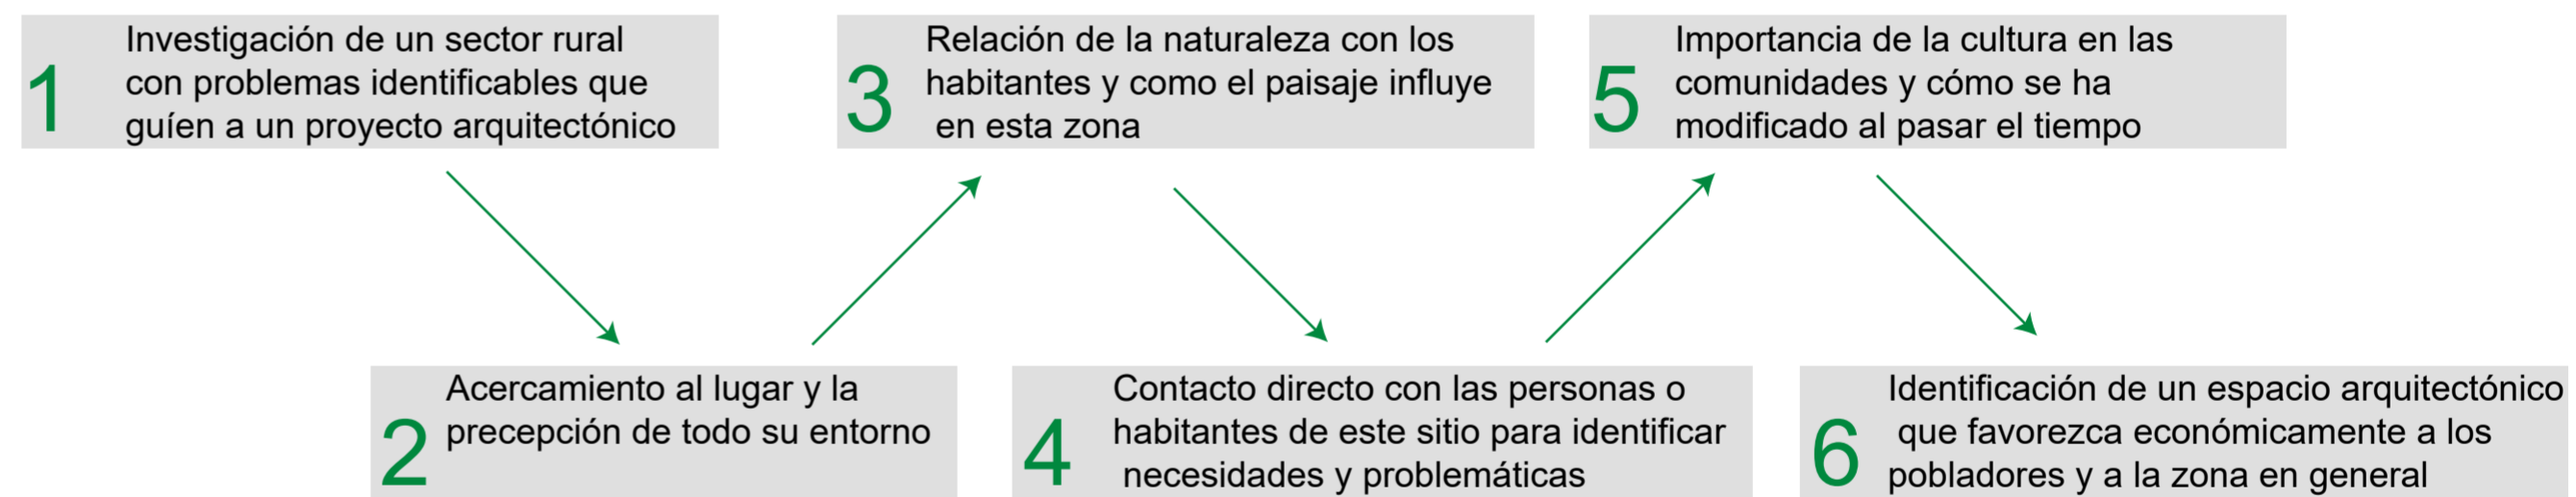 1
Investigación de un sector rural
con problemas identificables que
guíen a un proyecto arquitectónico
2
Acercamiento al lugar y la
precepción de todo su entorno
3
Relación de la naturaleza con los
habitantes y como el paisaje influye
en esta zona
4
Contacto directo con las personas o
habitantes de este sitio para identificar
necesidades y problemáticas
5
Importancia de la cultura en las
comunidades y cómo se ha
modificado al pasar el tiempo
6
Identificación de un espacio arquitectónico
que favorezca económicamente a los
pobladores y a la zona en general